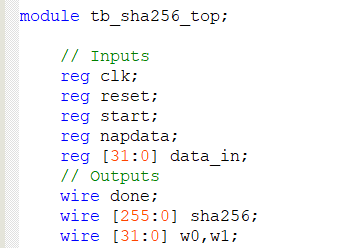 module tb_sha256_top;
// Inputs
reg clk;
reg reset;
reg start;
reg napdata;
reg [31:0] data_in;
// Outputs
wire done;
wire [255:0] sha256;
wire [31:0] w0,w1;